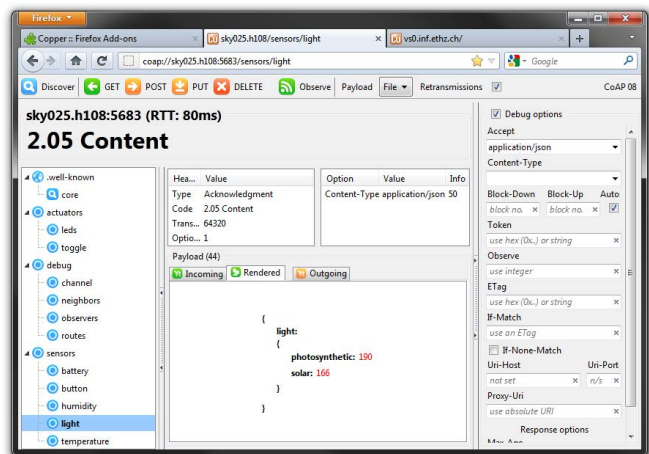 Firefox
Copper :: Firefox Add-ons
sky025.h108/sensors/light
vs0.inf.ethz.ch/
coap://sky025.h108:5683/sensors/light
Google
Discover GET POST PUT DELETE Observe Payload File Retransmissions CoAP 08
sky025.h108:5683 (RTT: 80ms)
2.05 Content
.well-known
core
actuators
leds
toggle
debug
channel
neighbors
observers
routes
sensors
battery
button
humidity
light
temperature
Hea... Value
Type Acknowledgment
Code 2.05 Content
Trans... 64320
Optio... 1
Option Value Info
Content-Type application/json 50
Payload (44)
Incoming Rendered Outgoing
{
light:
{
photosynthetic: 190
solar: 166
}
}
Debug options
Accept
application/json
Content-Type
Block-Down Block-Up Auto
block no. block no.
Token
use hex (0x..) or string
Observe
use integer
ETag
use hex (0x..) or string
If-Match
use an ETag
If-None-Match
Uri-Host Uri-Port
not set n/s
Proxy-Uri
use absolute URI
Response options
Max-Age